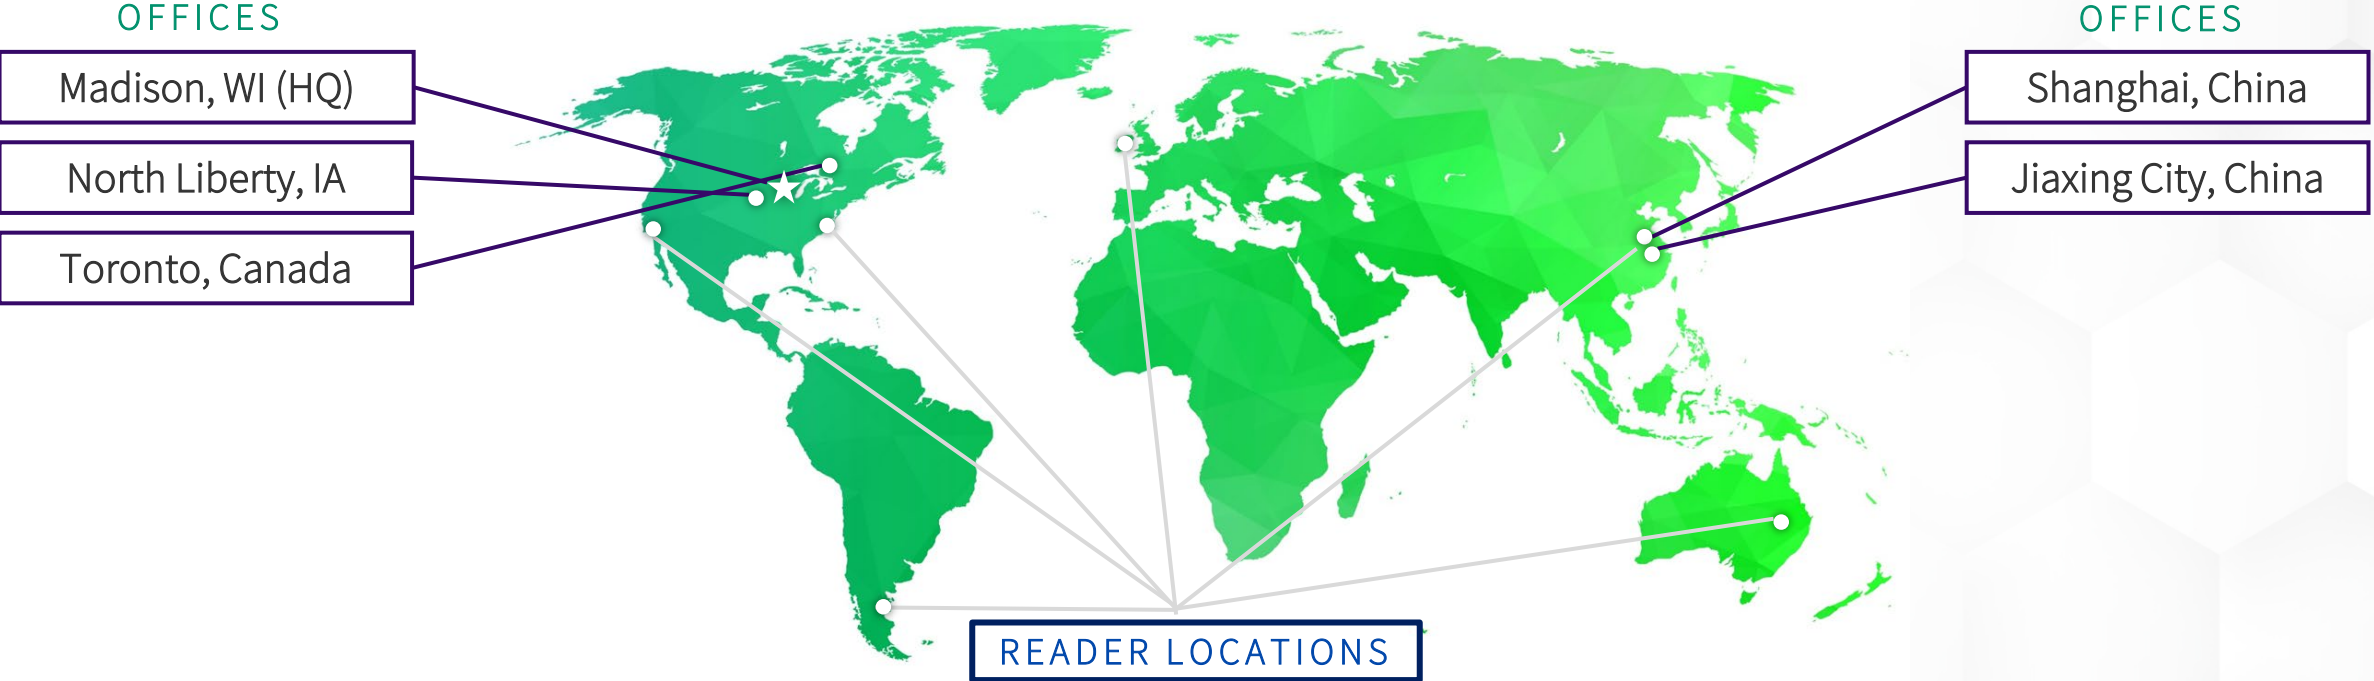 OFFICES
Madison, WI (HQ)
North Liberty, IA
Toronto, Canada
OFFICES
Shanghai, China
Jiaxing City, China
READER LOCATIONS